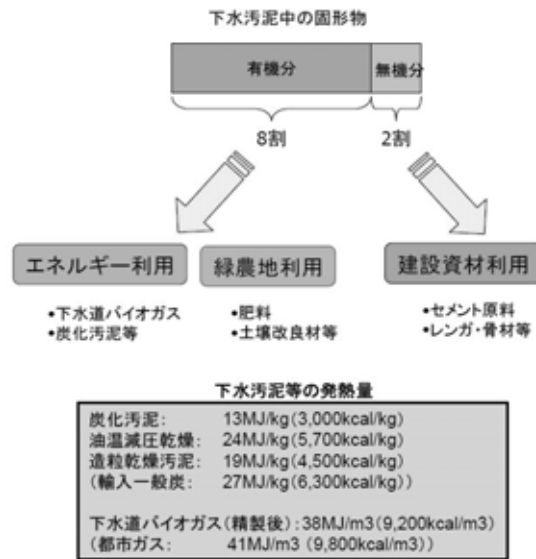 下水汚泥中の固形物
有機分 無機分
8割 2割
エネルギー利用 緑農地利用 建設資材利用
•下水道バイオガス •肥料 •セメント原料
•炭化汚泥等 •土壌改良材等 •レンガ・骨材等
下水汚泥等の発熱量
炭化汚泥: 13MJ/kg(3,000kcal/kg)
油温減圧乾燥: 24MJ/kg(5,700kcal/kg)
造粒乾燥汚泥: 19MJ/kg(4,500kcal/kg)
(輸入一般炭: 27MJ/kg(6,300kcal/kg))
下水道バイオガス(精製後):38MJ/m3(9,200kcal/m3)
(都市ガス: 41MJ/m3 (9,800kcal/m3))